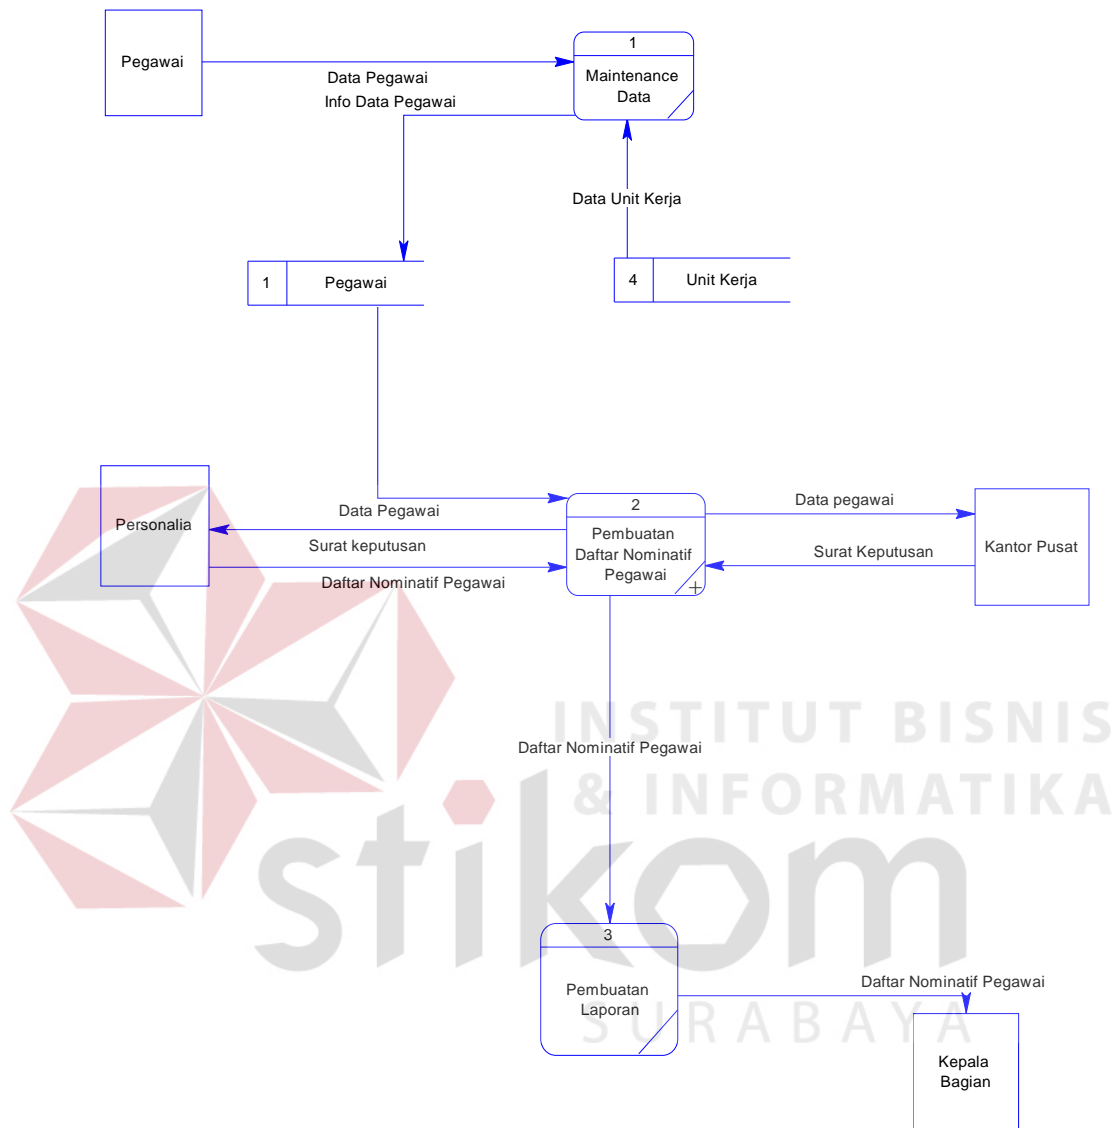 Pegawai
1
Maintenance
Data
Data Pegawai
Info Data Pegawai
Data Unit Kerja
1
Pegawai
4
Unit Kerja
Personalia
Data Pegawai
Surat keputusan
Daftar Nominatif Pegawai
2
Pembuatan
Daftar Nominatif
Pegawai
Data pegawai
Surat Keputusan
Kantor Pusat
INSTITUT BISNIS
& INFORMATIKA
Daftar Nominatif Pegawai
stikom
SURABAYA
3
Pembuatan
Laporan
Daftar Nominatif Pegawai
Kepala
Bagian